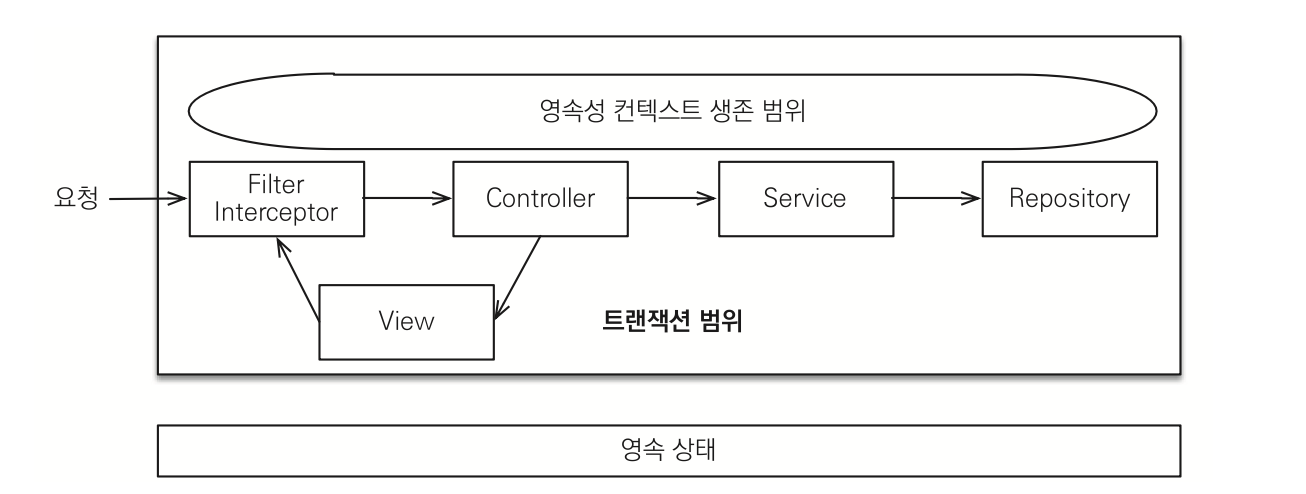 영속성 컨텍스트 생존 범위
요청
Filter
Interceptor
Controller
Service
Repository
View
트랜잭션 범위
영속 상태